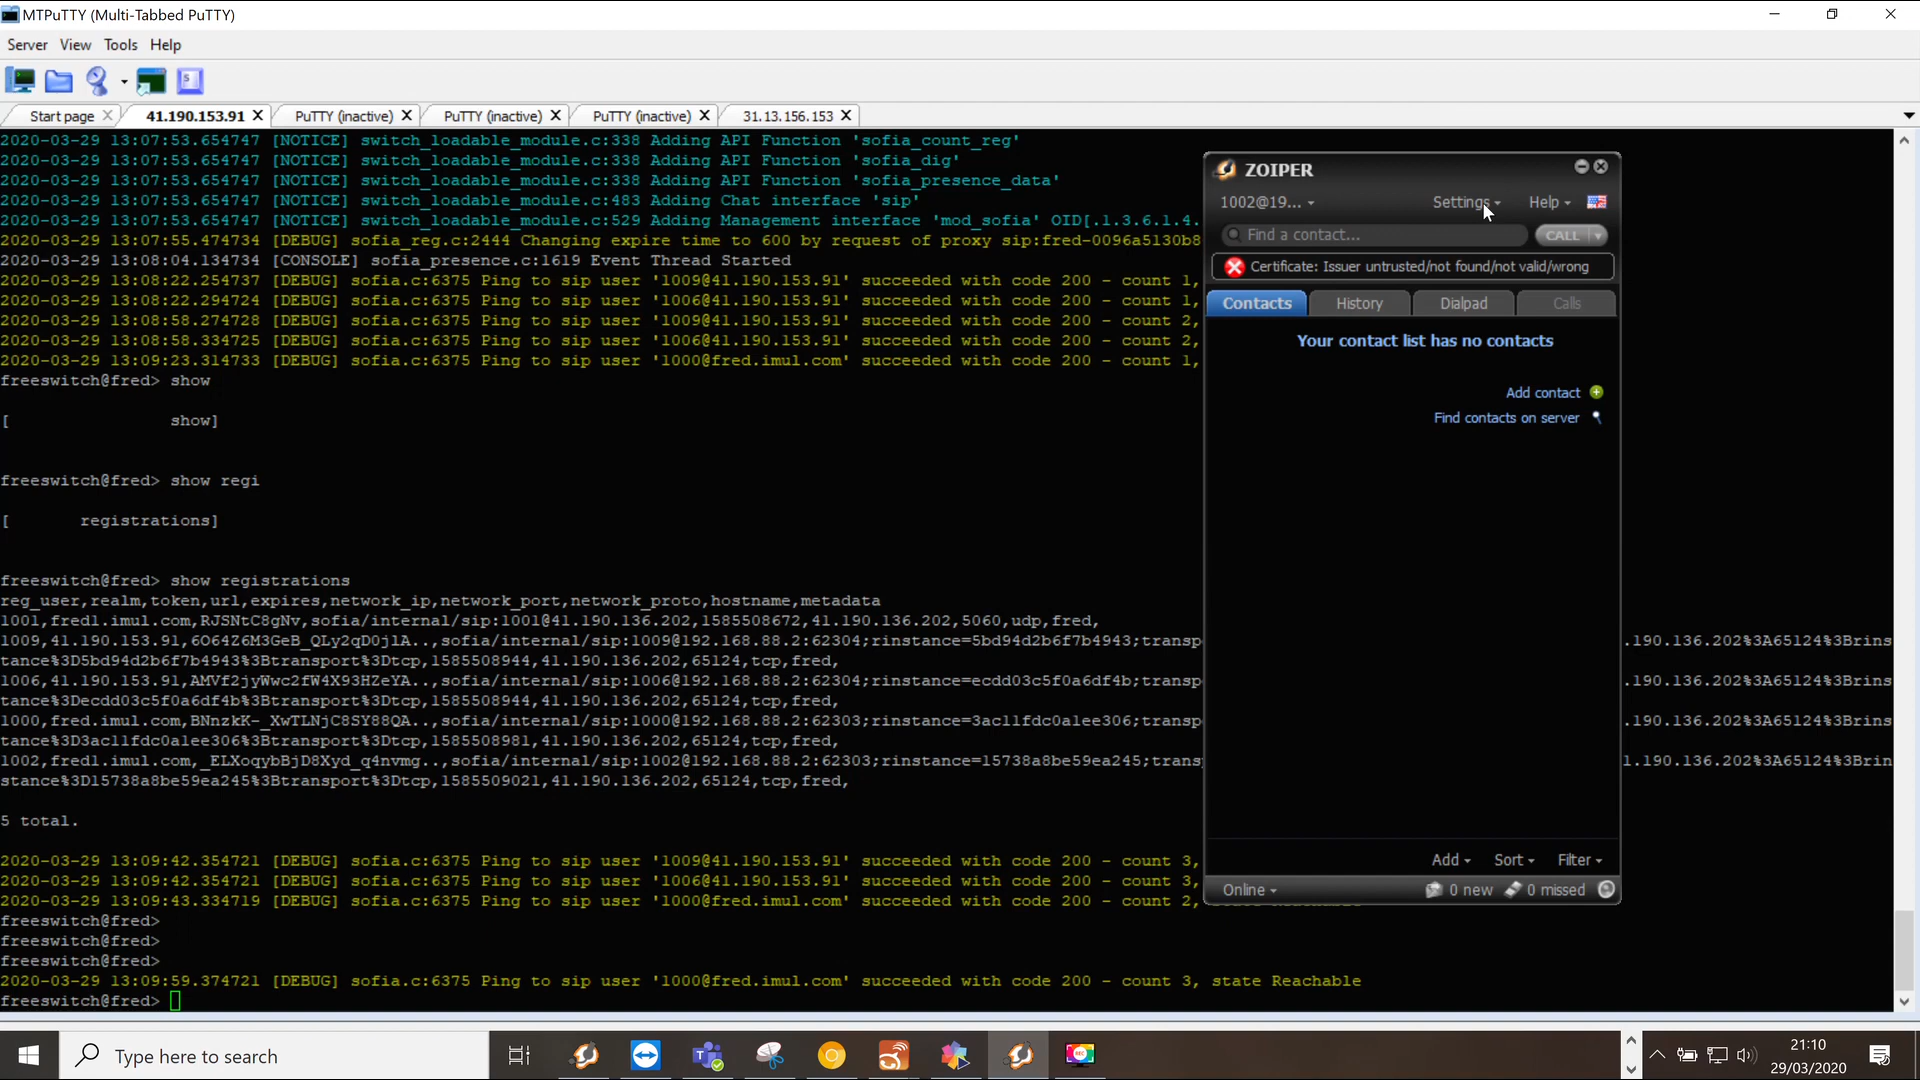 MTPuTTY (Multi-Tabbed PuTTY)
Server View Tools Help
Start page 41.190.153.91 PuTTY (inactive) PuTTY (inactive) PuTTY (inactive) 31.13.156.153
2020-03-29 13:07:53.654747 [NOTICE] switch_loadable_module.c:338 Adding API Function 'sofia_count_reg'
2020-03-29 13:07:53.654747 [NOTICE] switch_loadable_module.c:338 Adding API Function 'sofia_dig'
2020-03-29 13:07:53.654747 [NOTICE] switch_loadable_module.c:338 Adding API Function 'sofia_presence_data'
2020-03-29 13:07:53.654747 [NOTICE] switch_loadable_module.c:483 Adding Chat interface 'sip'
2020-03-29 13:07:53.654747 [NOTICE] switch_loadable_module.c:529 Adding Management interface 'mod_sofia' OID[.1.3.6.1.4.
2020-03-29 13:07:55.474734 [DEBUG] sofia_reg.c:2444 Changing expire time to 600 by request of proxy sip:fred-0096a5130b8
2020-03-29 13:08:04.134734 [CONSOLE] sofia_presence.c:1619 Event Thread Started
2020-03-29 13:08:22.254737 [DEBUG] sofia.c:6375 Ping to sip user '1009@41.190.153.91' succeeded with code 200 - count 1,
2020-03-29 13:08:22.294724 [DEBUG] sofia.c:6375 Ping to sip user '1006@41.190.153.91' succeeded with code 200 - count 1,
2020-03-29 13:08:58.274728 [DEBUG] sofia.c:6375 Ping to sip user '1009@41.190.153.91' succeeded with code 200 - count 2,
2020-03-29 13:08:58.334725 [DEBUG] sofia.c:6375 Ping to sip user '1006@41.190.153.91' succeeded with code 200 - count 2,
2020-03-29 13:09:23.314733 [DEBUG] sofia.c:6375 Ping to sip user '1000@fred.imul.com' succeeded with code 200 - count 1,
freeswitch@fred> show
[ show]
freeswitch@fred> show regi
[ registrations]
freeswitch@fred> show registrations
reg_user,realm,token,url,expires,network_ip,network_port,network_proto,hostname,metadata
1001,fred1.imul.com,RJSNtC8gNv,sofia/internal/sip:1001@41.190.136.202,1585508672,41.190.136.202,5060,udp,fred,
1009,41.190.153.91,6O64Z6M3GeB_QLy2qD0jlA..,sofia/internal/sip:1009@192.168.88.2:62304;rinstance=5bd94d2b6f7b4943;transp .190.136.202%3A65124%3Brins
tance%3D5bd94d2b6f7b4943%3Btransport%3Dtcp,1585508944,41.190.136.202,65124,tcp,fred,
1006,41.190.153.91,AMVf2jyWwc2fW4X93HZeYA..,sofia/internal/sip:1006@192.168.88.2:62304;rinstance=ecdd03c5f0a6df4b;transp .190.136.202%3A65124%3Brins
tance%3Decdd03c5f0a6df4b%3Btransport%3Dtcp,1585508944,41.190.136.202,65124,tcp,fred,
1000,fred.imul.com,BNnzkK-_XwTLNjC8SY88QA..,sofia/internal/sip:1000@192.168.88.2:62303;rinstance=3ac11fdc0a1ee306;transp .190.136.202%3A65124%3Brins
tance%3D3ac11fdc0a1ee306%3Btransport%3Dtcp,1585508981,41.190.136.202,65124,tcp,fred,
1002,fred1.imul.com,_ELXoqybBjD8Xyd_q4nvmg..,sofia/internal/sip:1002@192.168.88.2:62303;rinstance=15738a8be59ea245;trans 1.190.136.202%3A65124%3Brin
stance%3D15738a8be59ea245%3Btransport%3Dtcp,1585509021,41.190.136.202,65124,tcp,fred,
5 total.
2020-03-29 13:09:42.354721 [DEBUG] sofia.c:6375 Ping to sip user '1009@41.190.153.91' succeeded with code 200 - count 3,
2020-03-29 13:09:42.354721 [DEBUG] sofia.c:6375 Ping to sip user '1006@41.190.153.91' succeeded with code 200 - count 3,
2020-03-29 13:09:43.334719 [DEBUG] sofia.c:6375 Ping to sip user '1000@fred.imul.com' succeeded with code 200 - count 2,
freeswitch@fred>
freeswitch@fred>
freeswitch@fred>
2020-03-29 13:09:59.374721 [DEBUG] sofia.c:6375 Ping to sip user '1000@fred.imul.com' succeeded with code 200 - count 3, state Reachable
freeswitch@fred>
ZOIPER
1002@19... Settings Help
Find a contact... CALL
Certificate: Issuer untrusted/not found/not valid/wrong
Contacts History Dialpad Calls
Your contact list has no contacts
Add contact
Find contacts on server
Add Sort Filter
Online 0 new 0 missed
Type here to search
21:10
29/03/2020